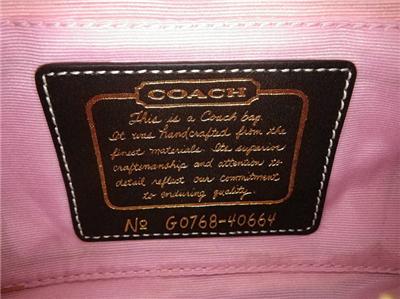 COACH
This is a Coach bag.
It was handcrafted from the
finest materials. Its superior
craftsmanship and attention to
detail reflect our commitment
to enduring quality.
No G0768-40664